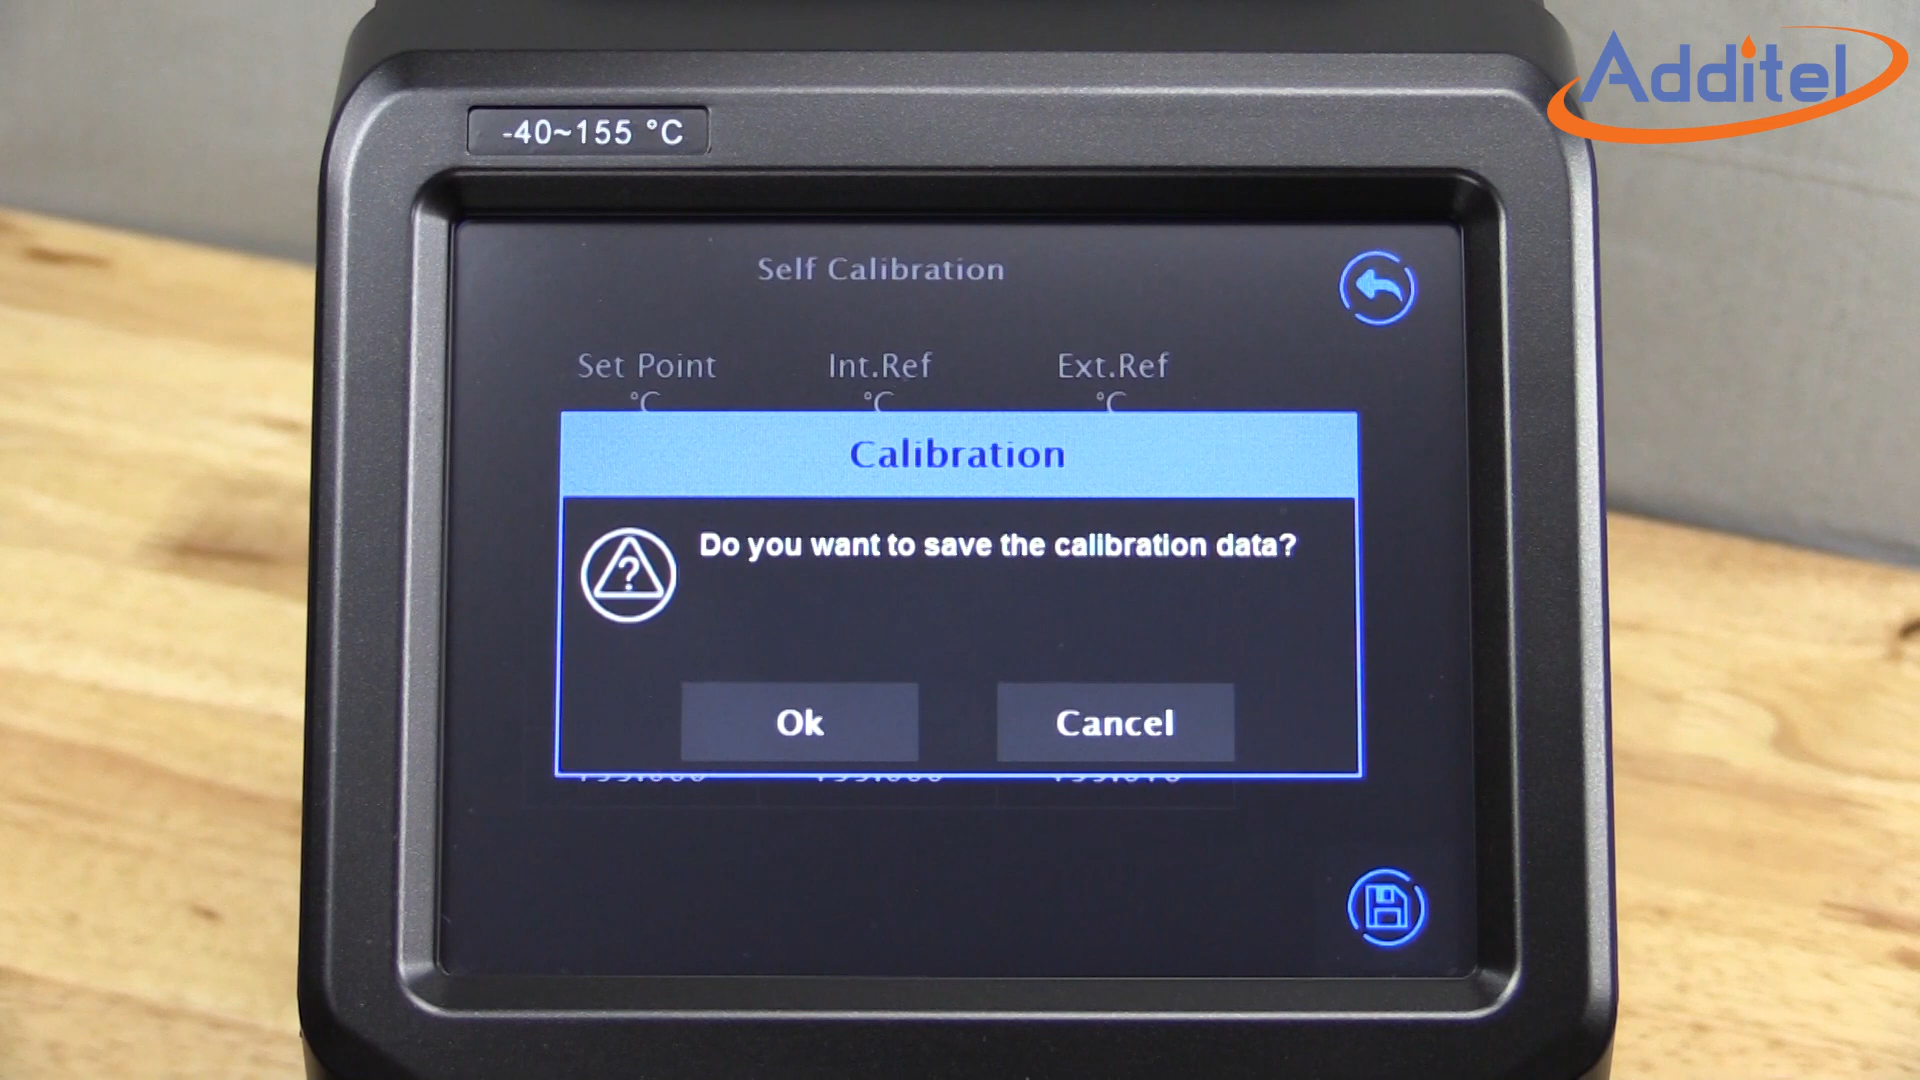 Additel
-40~155 °C
Self Calibration
Set Point Int.Ref Ext.Ref
°C °C °C
Calibration
?
Do you want to save the calibration data?
Ok Cancel